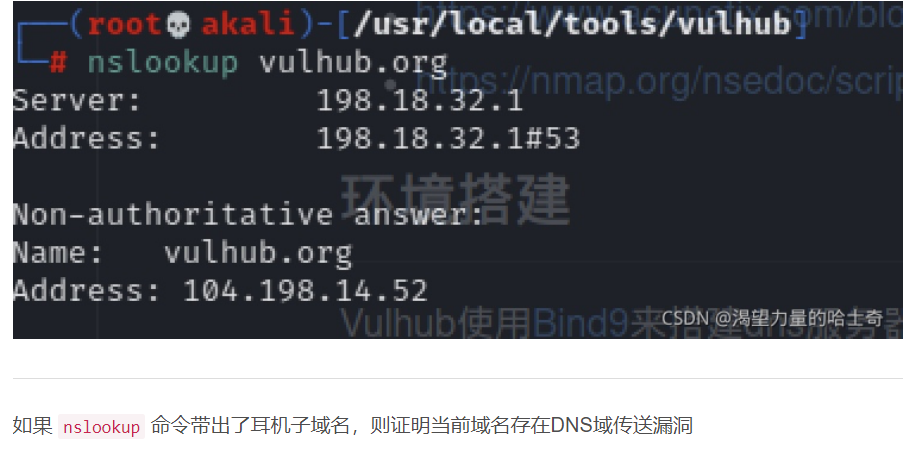 ┌──(root💀akali)-[/usr/local/tools/vulhub]
└─# nslookup vulhub.org
Server:         198.18.32.1
Address:        198.18.32.1#53
Non-authoritative answer:
Name:   vulhub.org
Address: 104.198.14.52
https://www.acunetix.com/blo
https://nmap.org/nsedoc/scrip
环境搭建
Vulhub使用Bind9来搭建dns服务器
CSDN @渴望力量的哈士奇
如果 nslookup 命令带出了耳机子域名，则证明当前域名存在DNS域传送漏洞